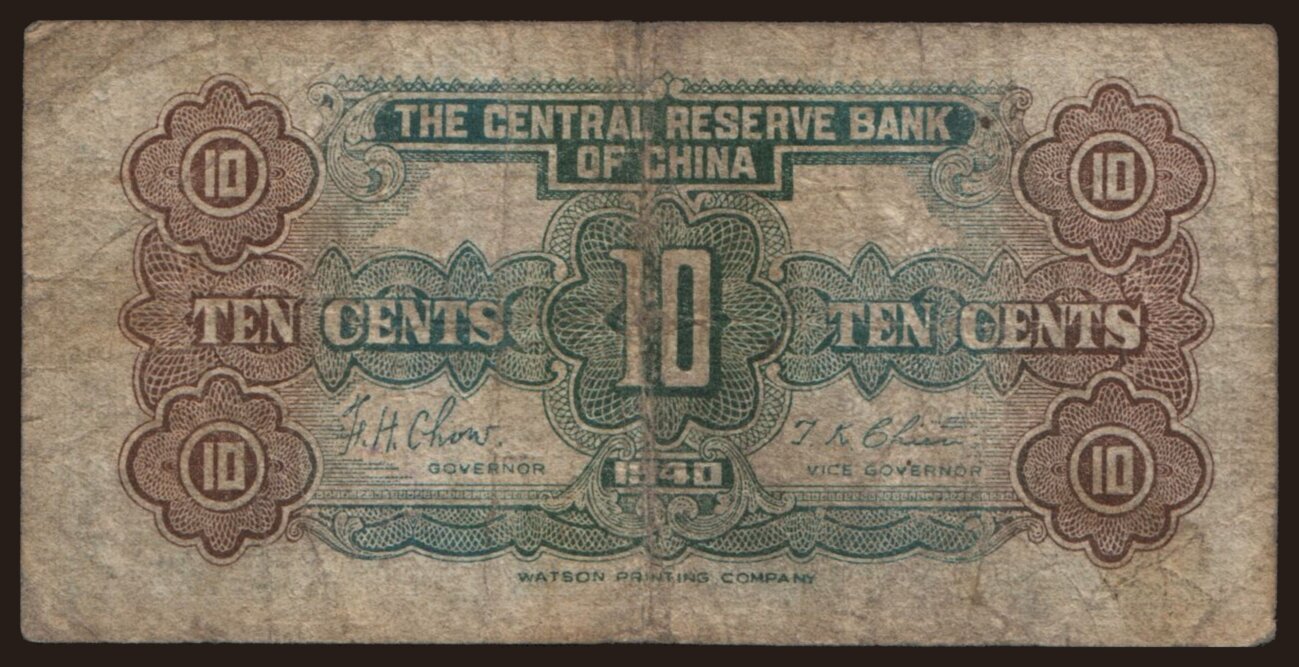 THE CENTRAL RESERVE BANK
OF CHINA
10
10
10
TEN CENTS
TEN CENTS
F. H. Chow.
GOVERNOR
T K Chien
VICE GOVERNOR
1940
10
10
WATSON PRINTING COMPANY